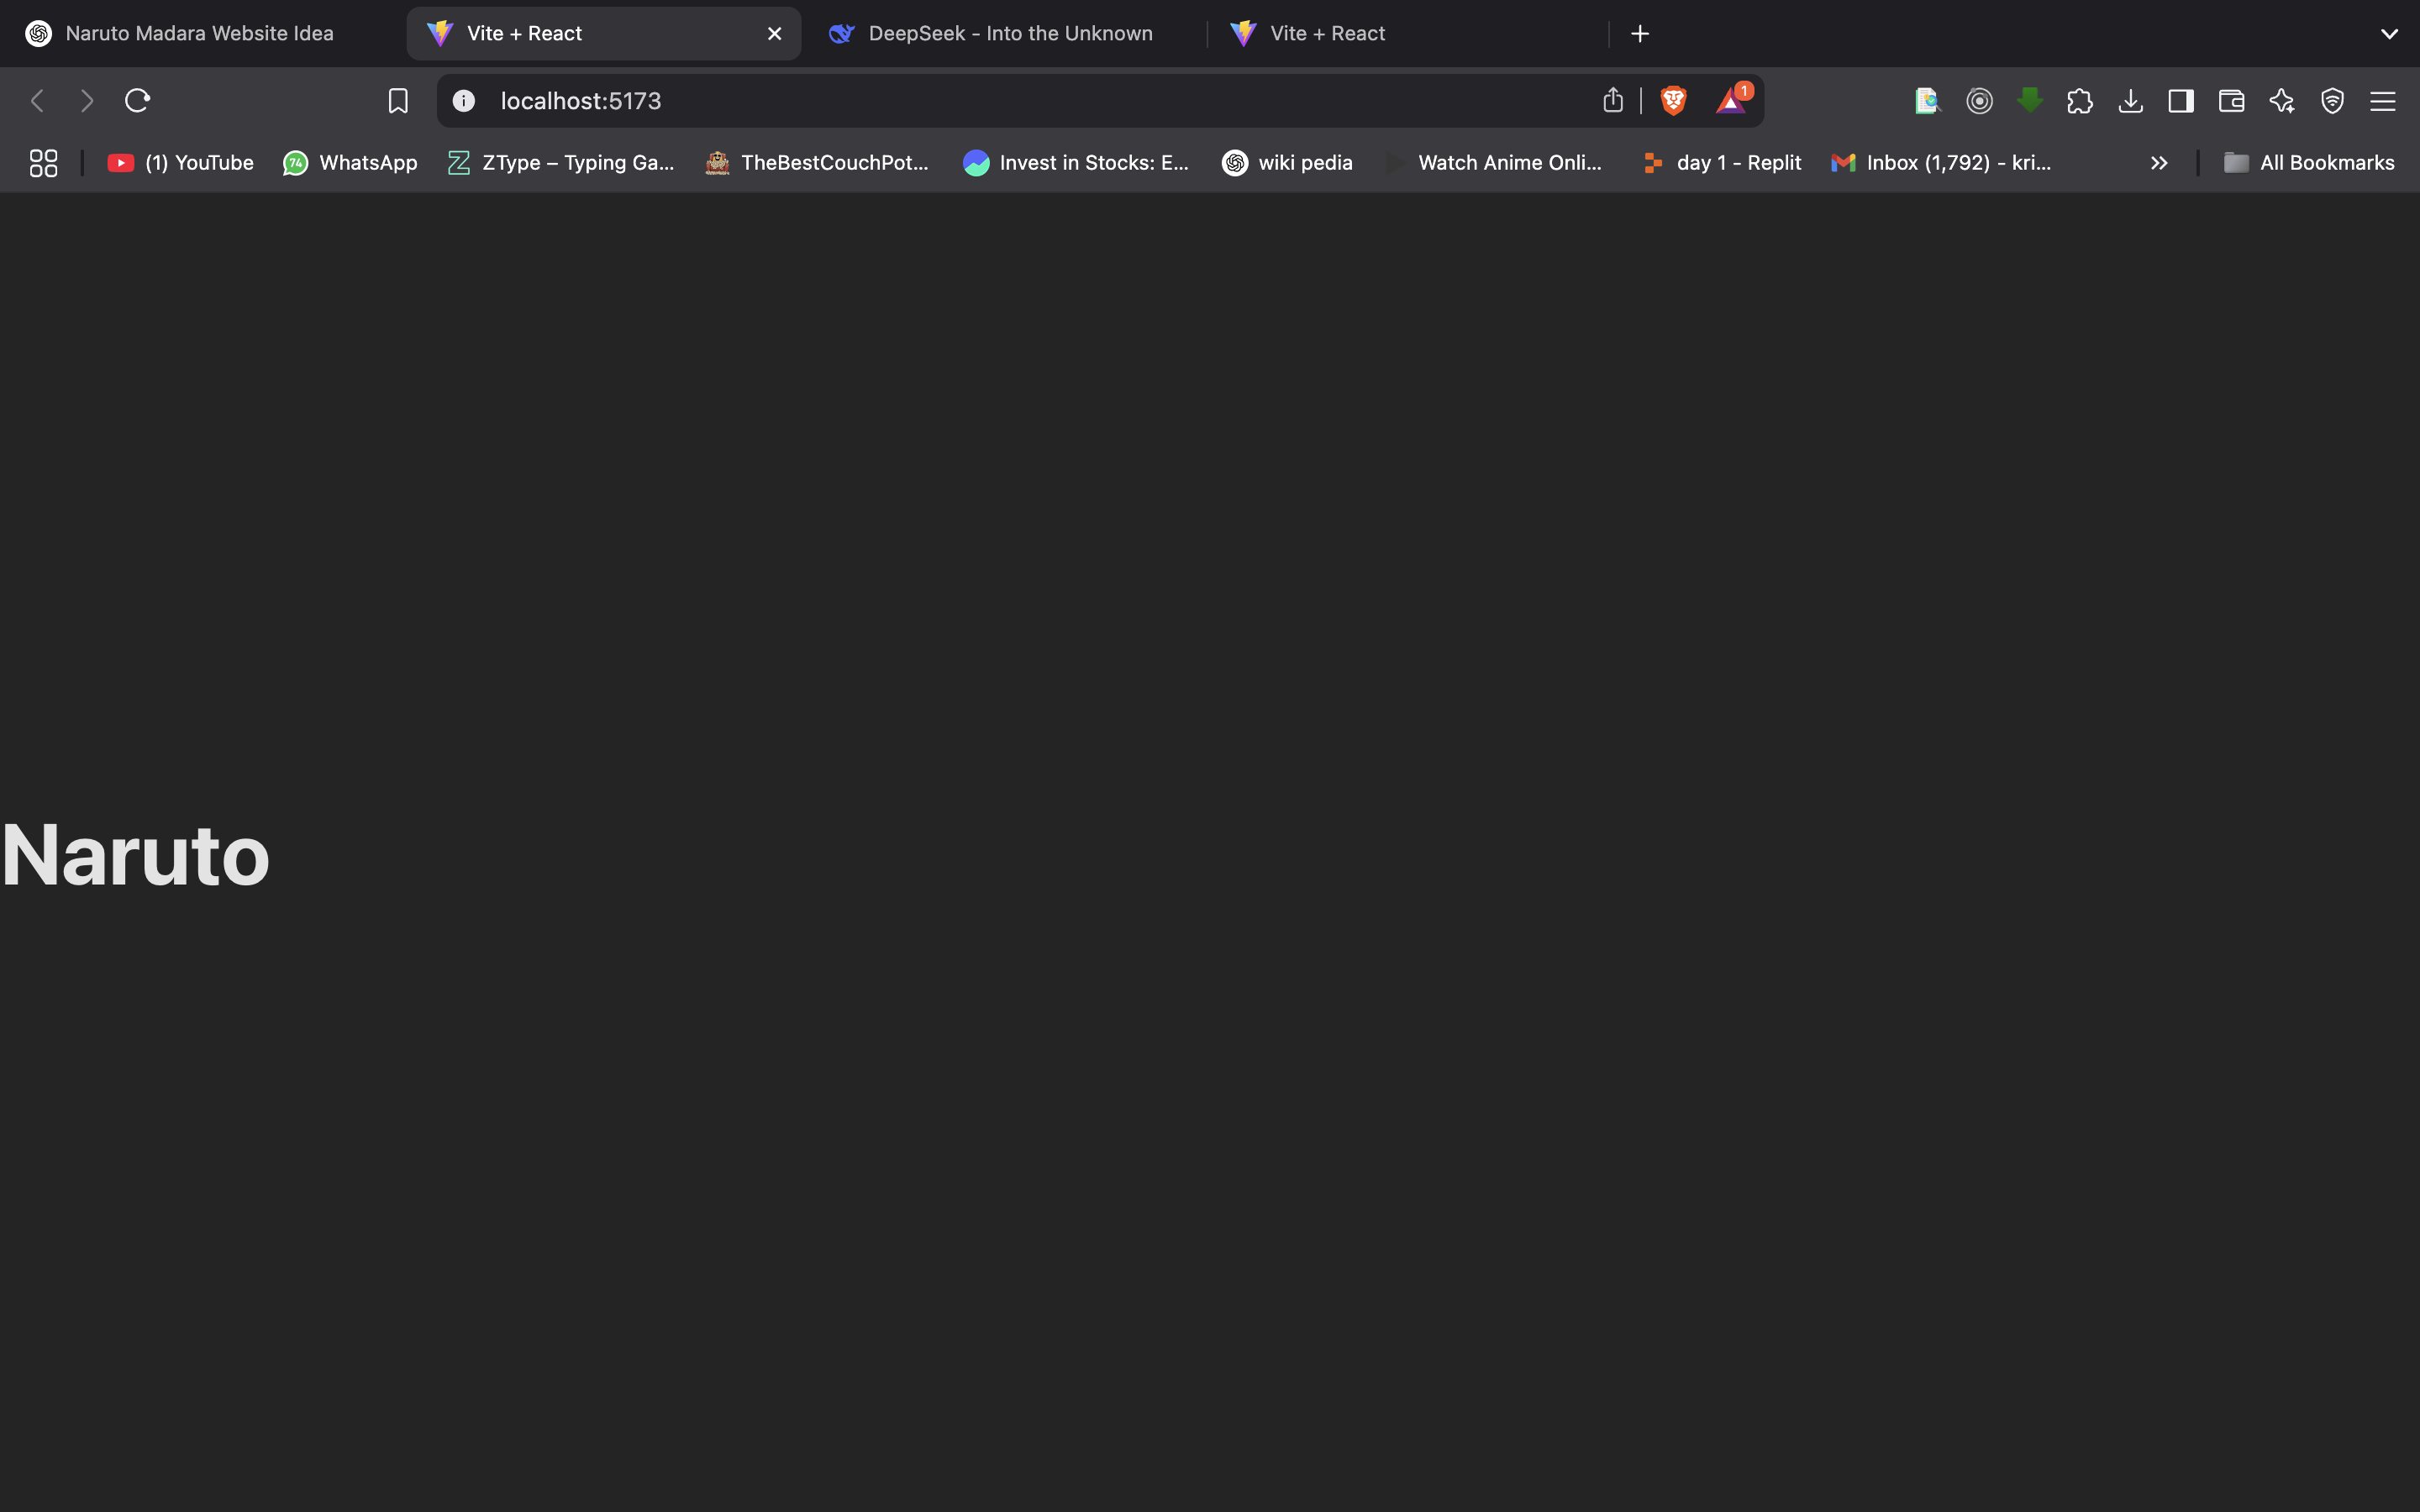 Naruto Madara Website Idea
Vite + React
DeepSeek - Into the Unknown
Vite + React
localhost:5173
1
(1) YouTube
74
WhatsApp
ZType – Typing Ga...
TheBestCouchPot...
Invest in Stocks: E...
wiki pedia
Watch Anime Onli...
day 1 - Replit
Inbox (1,792) - kri...
All Bookmarks
Naruto